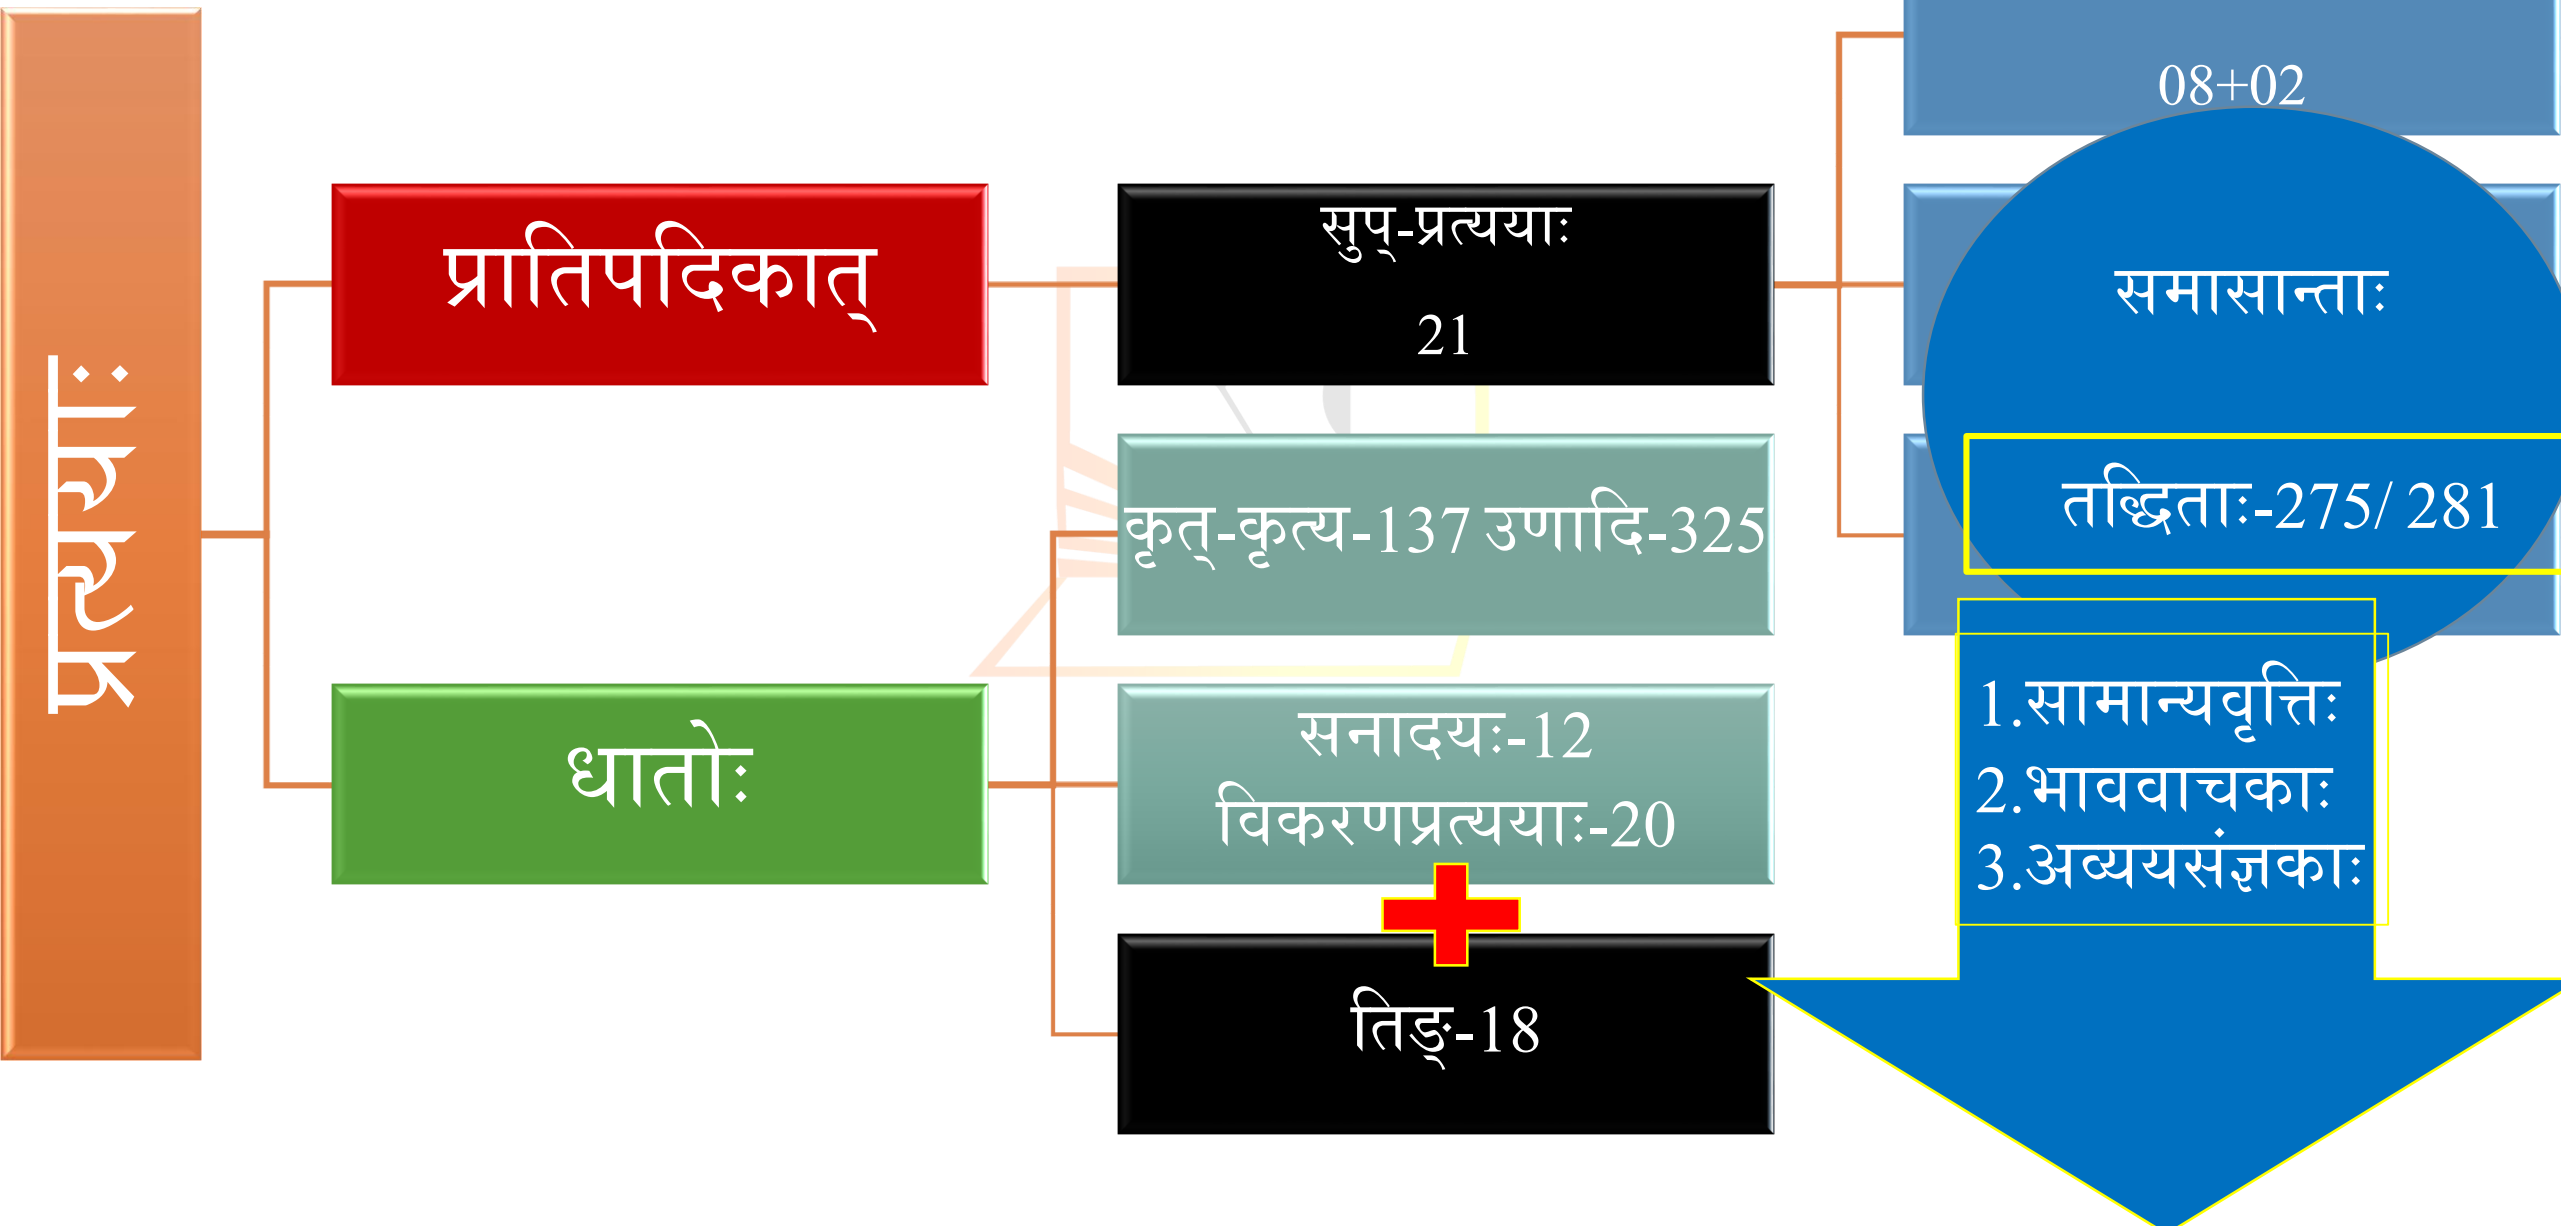 प्रत्ययाः
प्रातिपदिकात्
सुप्-प्रत्ययाः
21
08+02
समासान्ताः
तद्धिताः-275/ 281
1.सामान्यवृत्तिः
2.भाववाचकाः
3.अव्ययसंज्ञकाः
धातोः
कृत्-कृत्य-137 उणादि-325
सनादयः-12
विकरणप्रत्ययाः-20
तिङ्-18